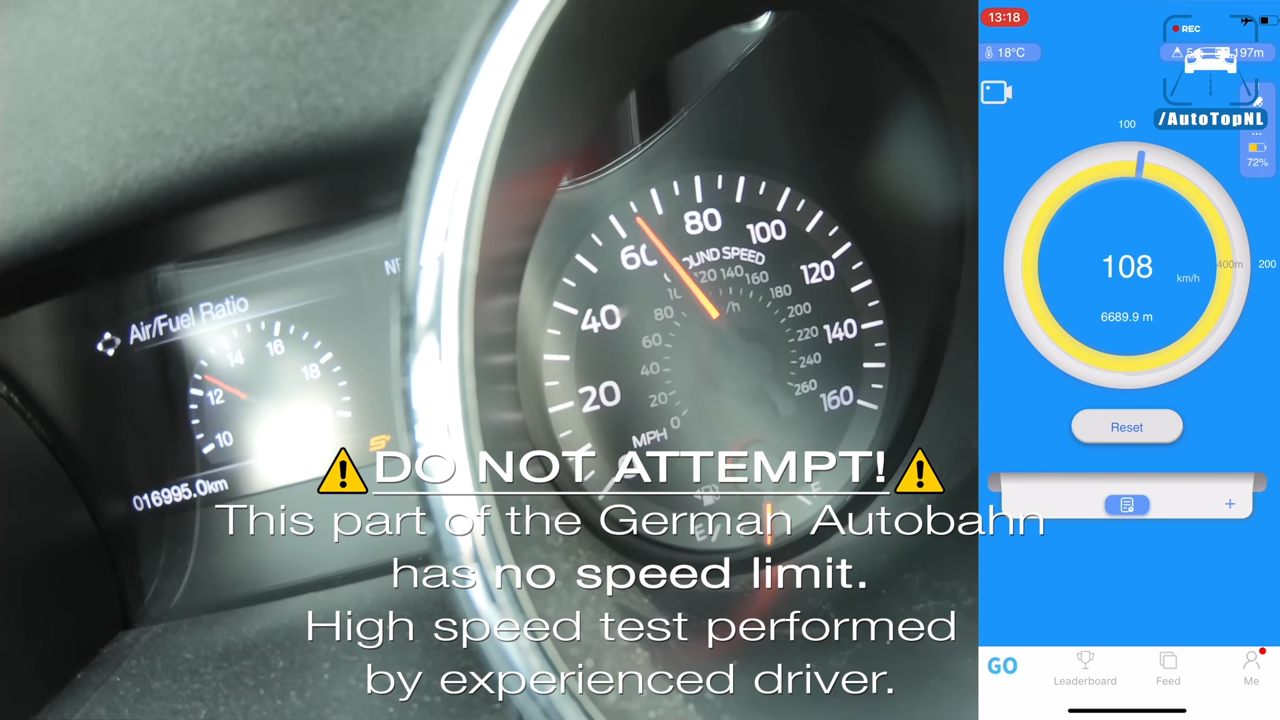 13:18
REC
18°C
197m
/AutoTopNL
72%
100
200
400m
108
km/h
6689.9 m
Reset
+
GO
Leaderboard
Feed
Me
Air/Fuel Ratio
10
12
14
16
18
016995.0km
20
40
60
80
100
120
140
160
MPH
0
20
40
60
80
120
140
160
180
200
220
240
260
E
F
DO NOT ATTEMPT!
This part of the German Autobahn
has no speed limit.
High speed test performed
by experienced driver.